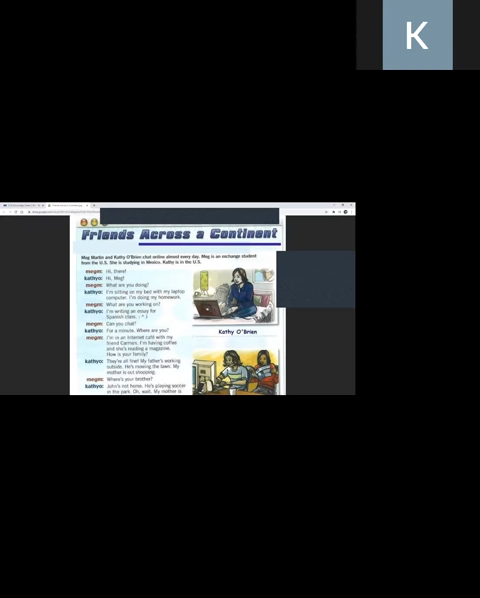 K
Friends Across a Continent
Meg Martin and Kathy O'Brien chat online almost every day. Meg is an exchange student
from the U.S. She is studying in Mexico. Kathy is in the U.S.
megm: Hi, there!
kathyo: Hi, Meg!
megm: What are you doing?
kathyo: I'm sitting on my bed with my laptop
computer. I'm doing my homework.
megm: What are you working on?
kathyo: I'm writing an essay for
Spanish class.
megm: Can you chat?
kathyo: For a minute. Where are you?
megm: I'm in an Internet café with my
friend Carmen. I'm having coffee
and she's reading a magazine.
How is your family?
kathyo: They're all fine! My father's working
outside. He's mowing the lawn. My
mother is out shopping.
megm: Where's your brother?
kathyo: John's not home. He's playing soccer
in the park. Oh, wait. My mother is
Kathy O'Brien